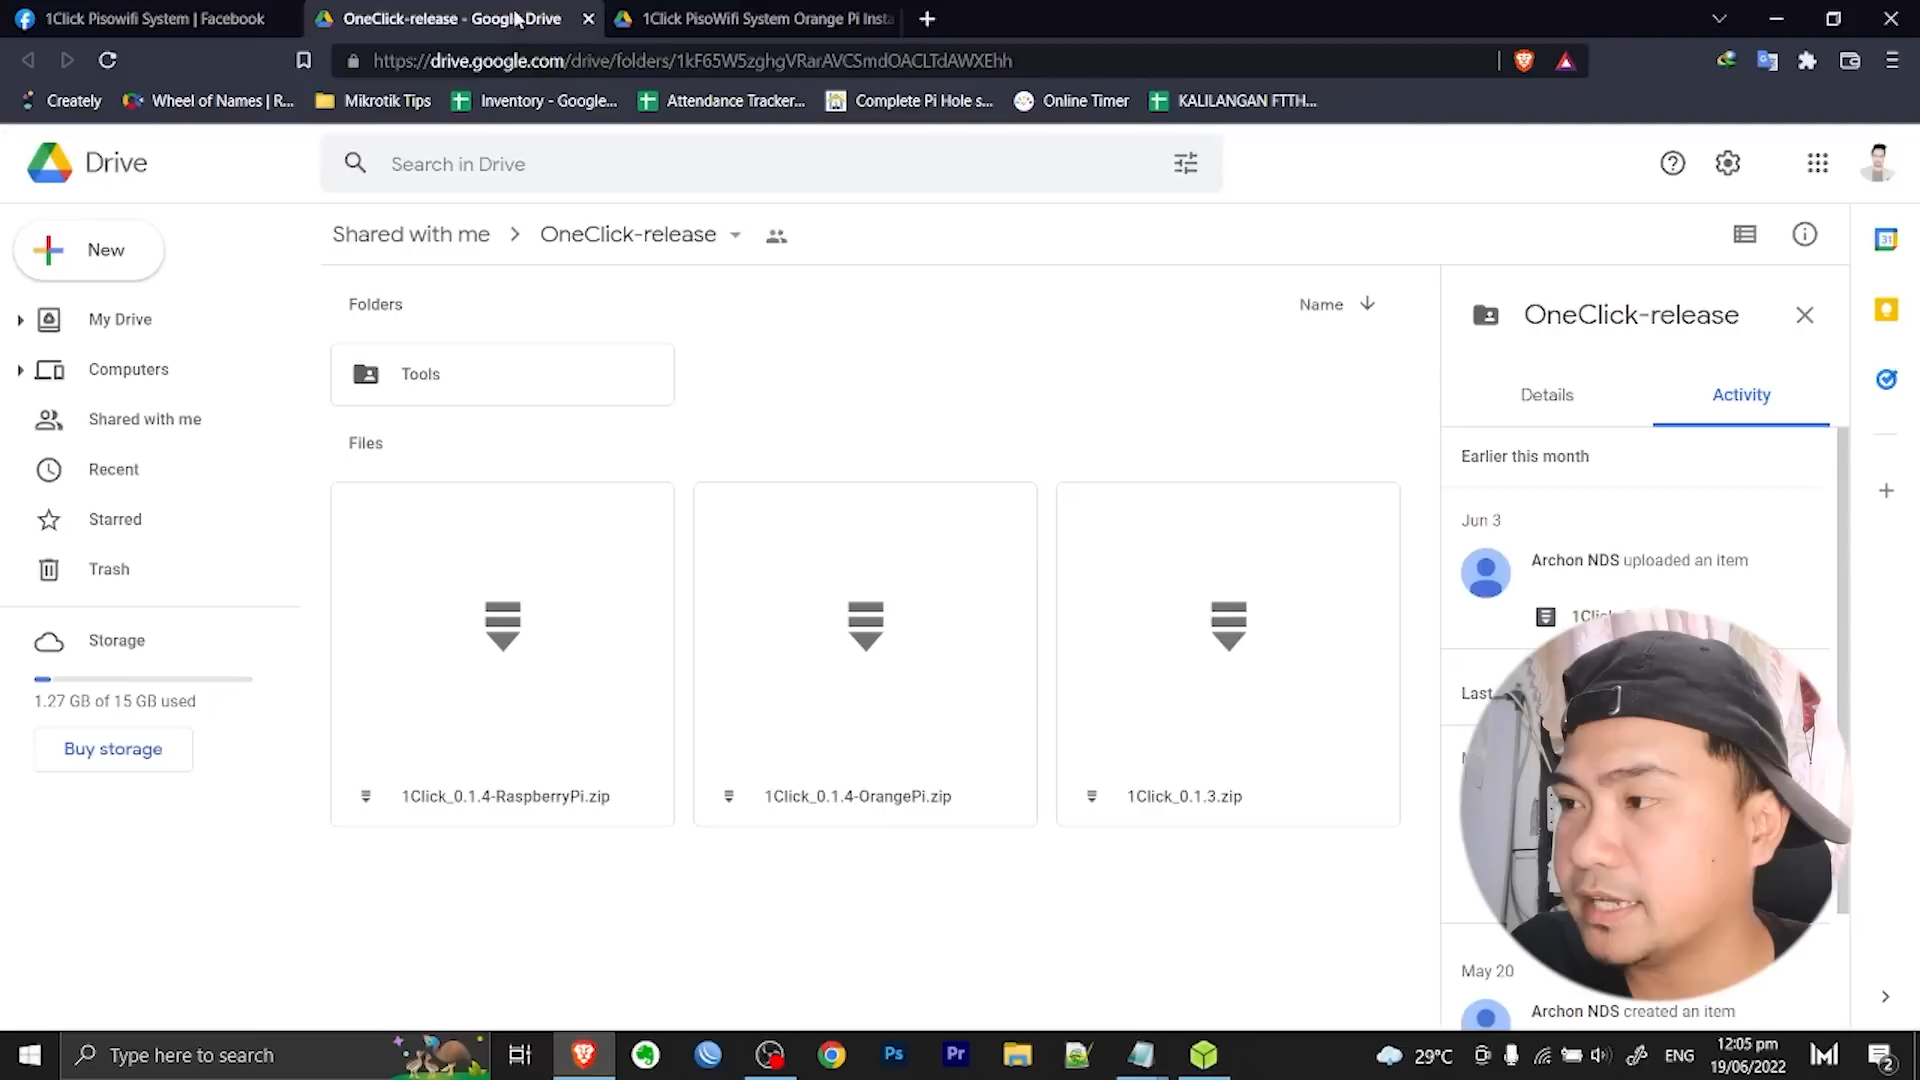 1Click Pisowifi System | Facebook
OneClick-release - Google Drive
1Click PisoWifi System Orange Pi Insta
https://drive.google.com/drive/folders/1kF65W5zghgVRarAVCSmdOACLTdAWXEhh
Creately
Wheel of Names | R...
Mikrotik Tips
Inventory - Google...
Attendance Tracker...
Complete Pi Hole s...
Online Timer
KALILANGAN FTTH...
Drive
Search in Drive
New
My Drive
Computers
Shared with me
Recent
Starred
Trash
Storage
1.27 GB of 15 GB used
Buy storage
Shared with me > OneClick-release
Folders
Name
Tools
Files
1Click_0.1.4-RaspberryPi.zip
1Click_0.1.4-OrangePi.zip
1Click_0.1.3.zip
OneClick-release
Details
Activity
Earlier this month
Jun 3
Archon NDS uploaded an item
Last
May 20
Archon NDS created an item
31
Type here to search
Ps
Pr
29°C
ENG
12:05 pm
19/06/2022
2